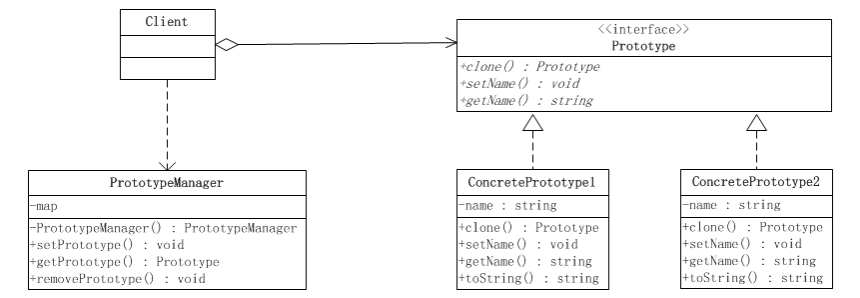 Client
<<interface>>
Prototype
+clone() : Prototype
+setName() : void
+getName() : string
PrototypeManager
-map
-PrototypeManager() : PrototypeManager
+setPrototype() : void
+getPrototype() : Prototype
+removePrototype() : void
ConcretePrototype1
-name : string
+clone() : Prototype
+setName() : void
+getName() : string
+toString() : string
ConcretePrototype2
-name : string
+clone() : Prototype
+setName() : void
+getName() : string
+toString() : string